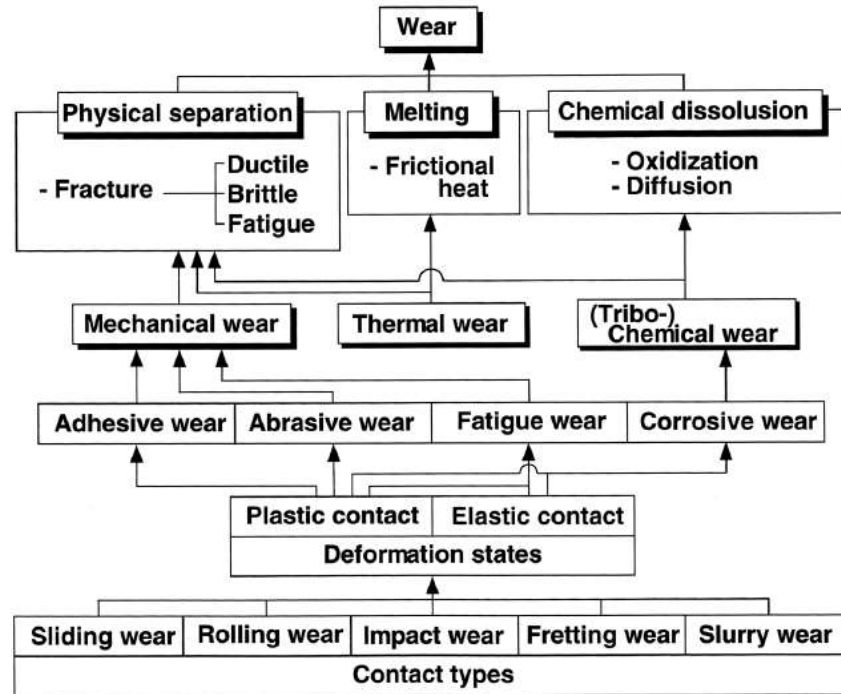 Wear
Physical separation
Melting
Chemical dissolusion
- Fracture
Ductile
Brittle
Fatigue
- Frictional
heat
- Oxidization
- Diffusion
Mechanical wear
Thermal wear
(Tribo-)
Chemical wear
Adhesive wear
Abrasive wear
Fatigue wear
Corrosive wear
Plastic contact
Elastic contact
Deformation states
Sliding wear
Rolling wear
Impact wear
Fretting wear
Slurry wear
Contact types